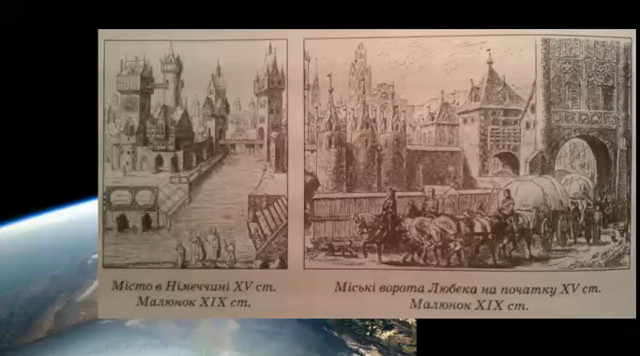 Місто в Німеччині XV ст.
Малюнок XIX ст.
Міські ворота Любека на початку XV ст.
Малюнок XIX ст.